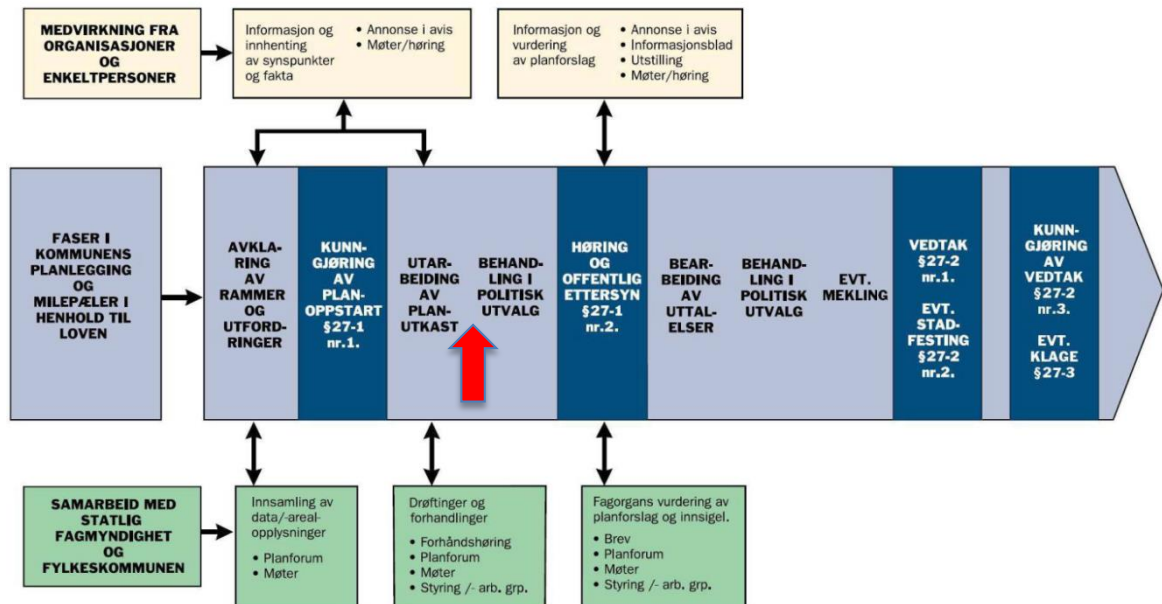 MEDVIRKNING FRA
ORGANISASJONER
OG
ENKELTPERSONER
Informasjon og
innhenting
av synspunkter
og fakta
• Annonse i avis
• Møter/høring
Informasjon og
vurdering
av planforslag
• Annonse i avis
• Informasjonsblad
• Utstilling
• Møter/høring
FASER I
KOMMUNENS
PLANLEGGING
OG
MILEPÆLER I
HENHOLD TIL
LOVEN
AVKLA-
RING
AV
RAMMER
OG
UTFORD-
RINGER
KUNN-
GJØRING
AV
PLAN-
OPPSTART
§27-1
nr.1.
UTAR-
BEIDING
AV
PLAN-
UTKAST
BEHAND-
LING I
POLITISK
UTVALG
HØRING
OG
OFFENTLIG
ETTERSYN
§27-1
nr.2.
BEAR-
BEIDING
AV
UTTAL-
ELSER
BEHAND-
LING I
POLITISK
UTVALG
EVT.
MEKLING
VEDTAK
§27-2
nr.1.
EVT.
STAD-
FESTING
§27-2
nr.2.
KUNN-
GJØRING
AV
VEDTAK
§27-2
nr.3.
EVT.
KLAGE
§27-3
SAMARBEID MED
STATLIG
FAGMYNDIGHET
OG
FYLKESKOMMUNEN
Innsamling av
data/-areal-
opplysninger
• Planforum
• Møter
Drøftinger og
forhandlinger
• Forhåndshøring
• Planforum
• Møter
• Styring /- arb. grp.
Fagorgans vurdering av
planforslag og innsigel.
• Brev
• Planforum
• Møter
• Styring /- arb. grp.